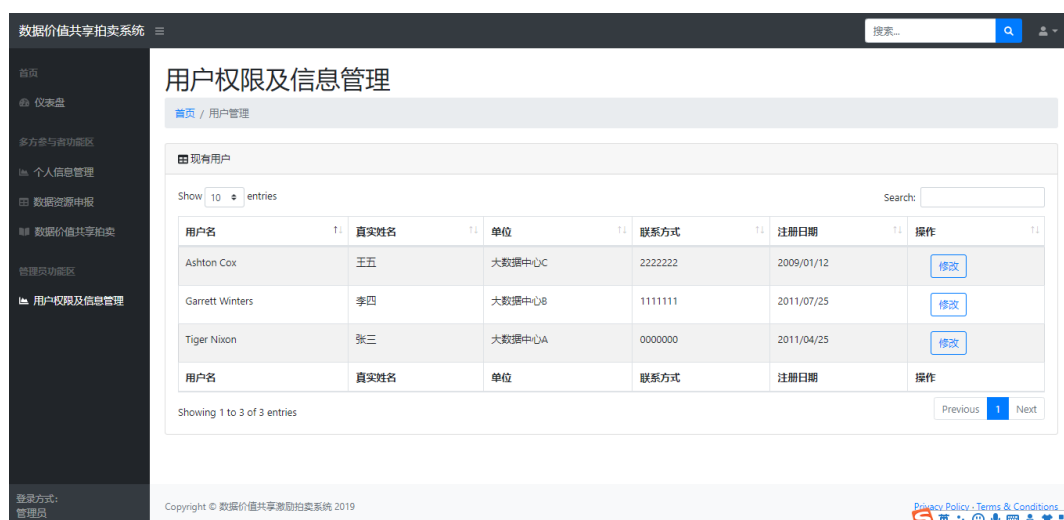 数据价值共享拍卖系统
搜索...
首页
仪表盘
多方参与者功能区
个人信息管理
数据资源申报
数据价值共享拍卖
管理员功能区
用户权限及信息管理
登录方式:
管理员
用户权限及信息管理
首页 / 用户管理
现有用户
Show 10 entries
Search:
用户名 真实姓名 单位 联系方式 注册日期 操作
Ashton Cox 王五 大数据中心C 2222222 2009/01/12 修改
Garrett Winters 李四 大数据中心B 1111111 2011/07/25 修改
Tiger Nixon 张三 大数据中心A 0000000 2011/04/25 修改
用户名 真实姓名 单位 联系方式 注册日期 操作
Showing 1 to 3 of 3 entries
Previous 1 Next
Copyright © 数据价值共享激励拍卖系统 2019
Privacy Policy · Terms & Conditions
英